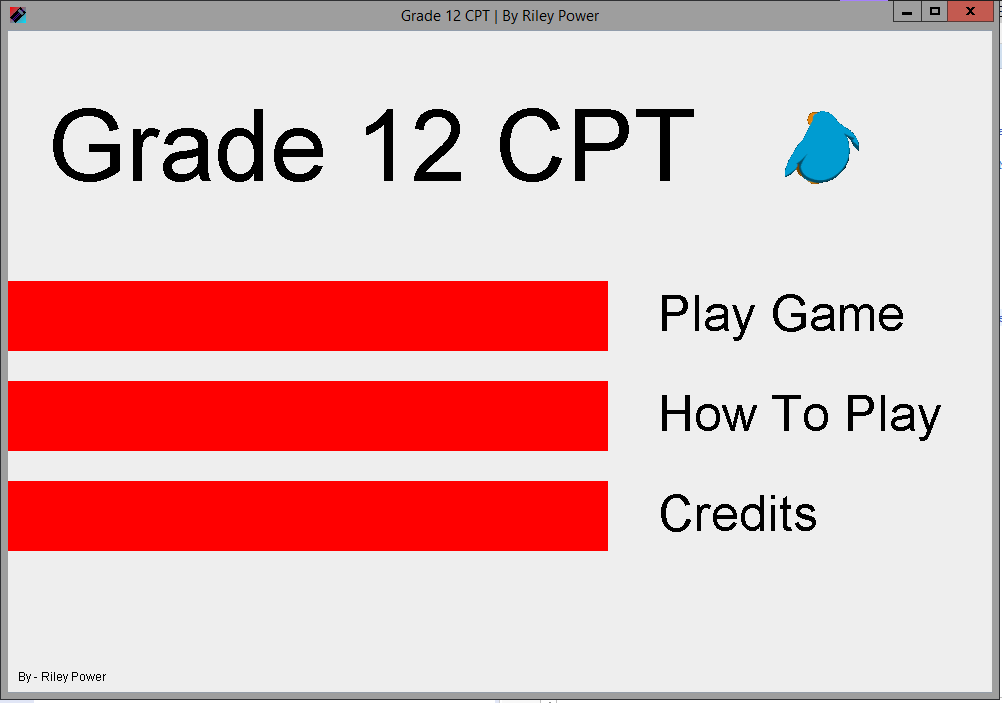 Grade 12 CPT | By Riley Power
Grade 12 CPT
Play Game
How To Play
Credits
By - Riley Power